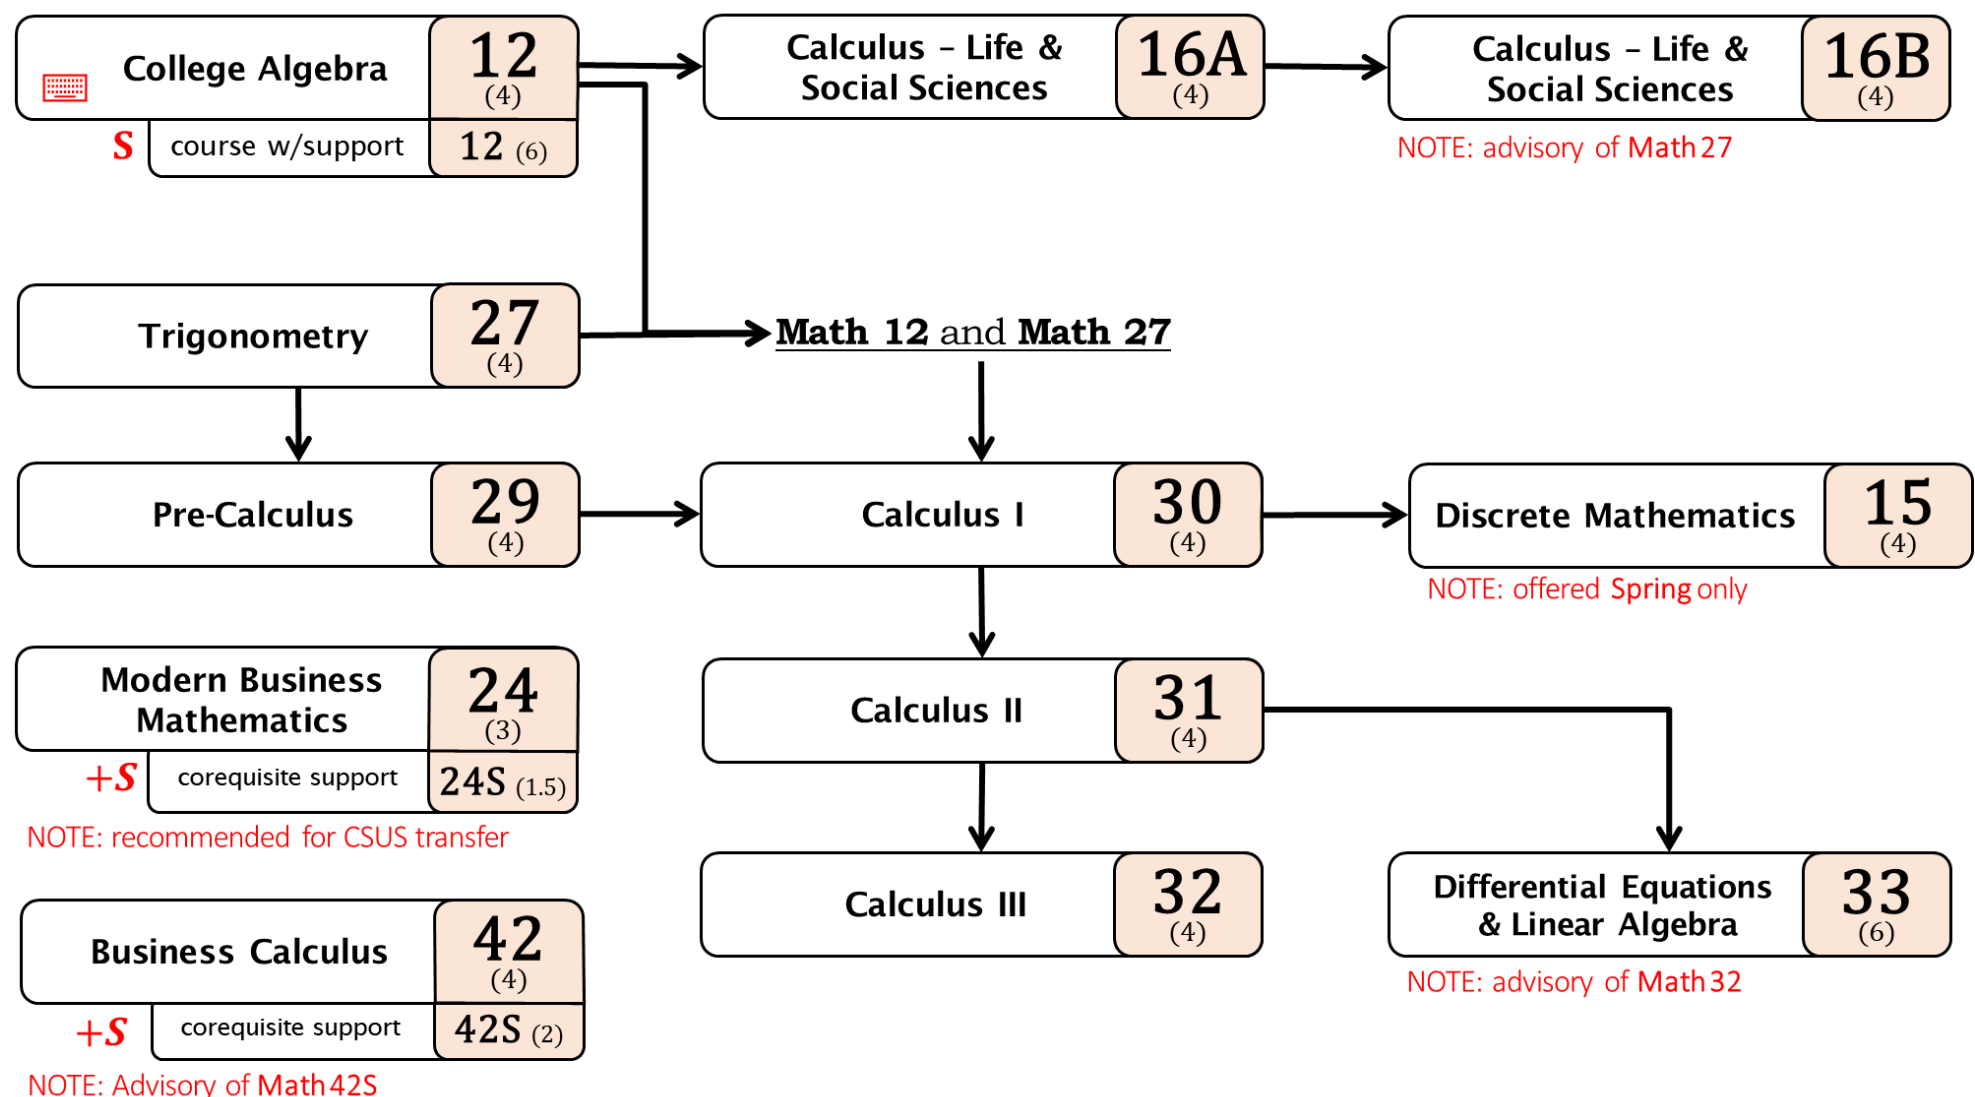 College Algebra
12
(4)
S
course w/support
12 (6)
Calculus – Life &
Social Sciences
16A
(4)
Calculus – Life &
Social Sciences
16B
(4)
NOTE: advisory of Math 27
Trigonometry
27
(4)
Math 12 and Math 27
Pre-Calculus
29
(4)
Calculus I
30
(4)
Discrete Mathematics
15
(4)
NOTE: offered Spring only
Modern Business
Mathematics
24
(3)
+S
corequisite support
24S (1.5)
NOTE: recommended for CSUS transfer
Calculus II
31
(4)
Calculus III
32
(4)
Differential Equations
& Linear Algebra
33
(6)
NOTE: advisory of Math 32
Business Calculus
42
(4)
+S
corequisite support
42S (2)
NOTE: Advisory of Math 42S